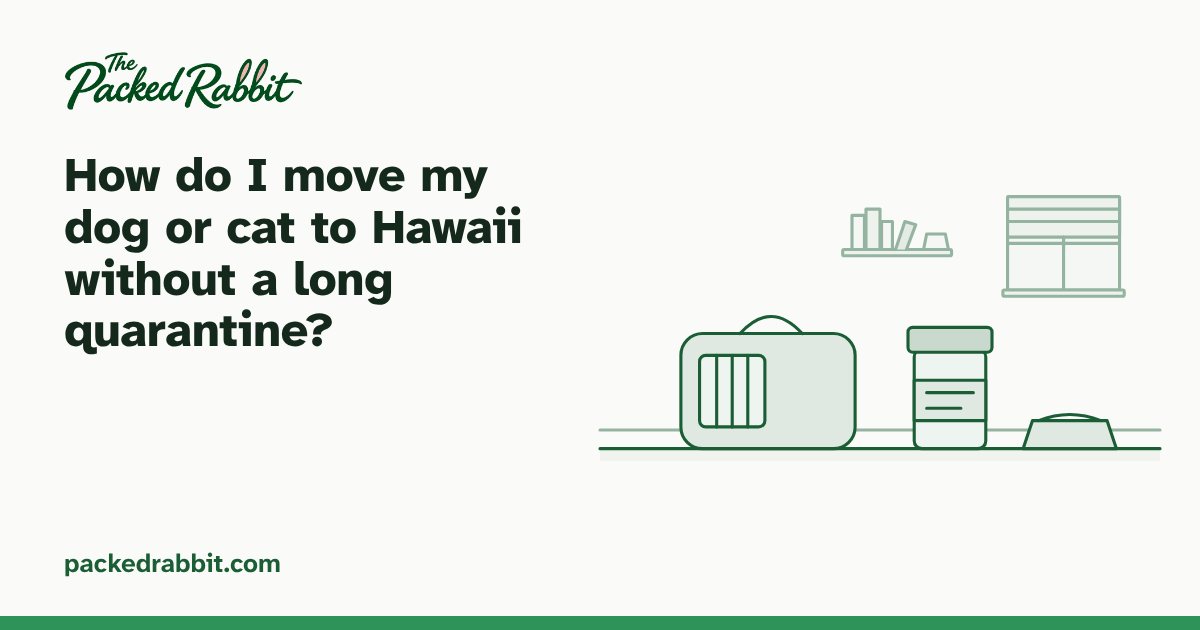 The
Packed Rabbit
How do I move my
dog or cat to Hawaii
without a long
quarantine?
packedrabbit.com